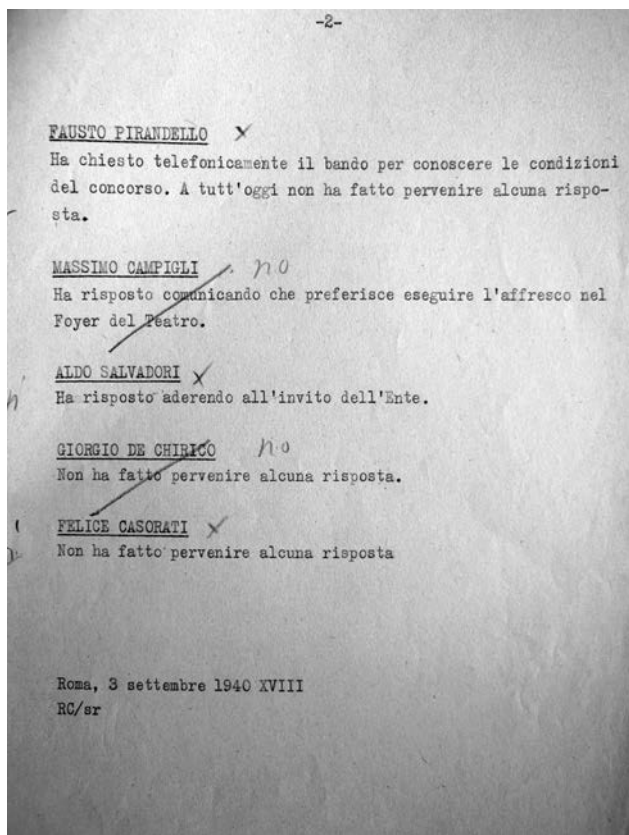 -2-
FAUSTO PIRANDELLO X
Ha chiesto telefonicamente il bando per conoscere le condizioni
del concorso. A tutt'oggi non ha fatto pervenire alcuna rispo-
sta.
MASSIMO CAMPIGLI no
Ha risposto comunicando che preferisce eseguire l'affresco nel
Foyer del Teatro.
ALDO SALVADORI X
Ha risposto aderendo all'invito dell'Ente.
GIORGIO DE CHIRICO no
Non ha fatto pervenire alcuna risposta.
FELICE CASORATI X
Non ha fatto pervenire alcuna risposta
Roma, 3 settembre 1940 XVIII
RC/sr